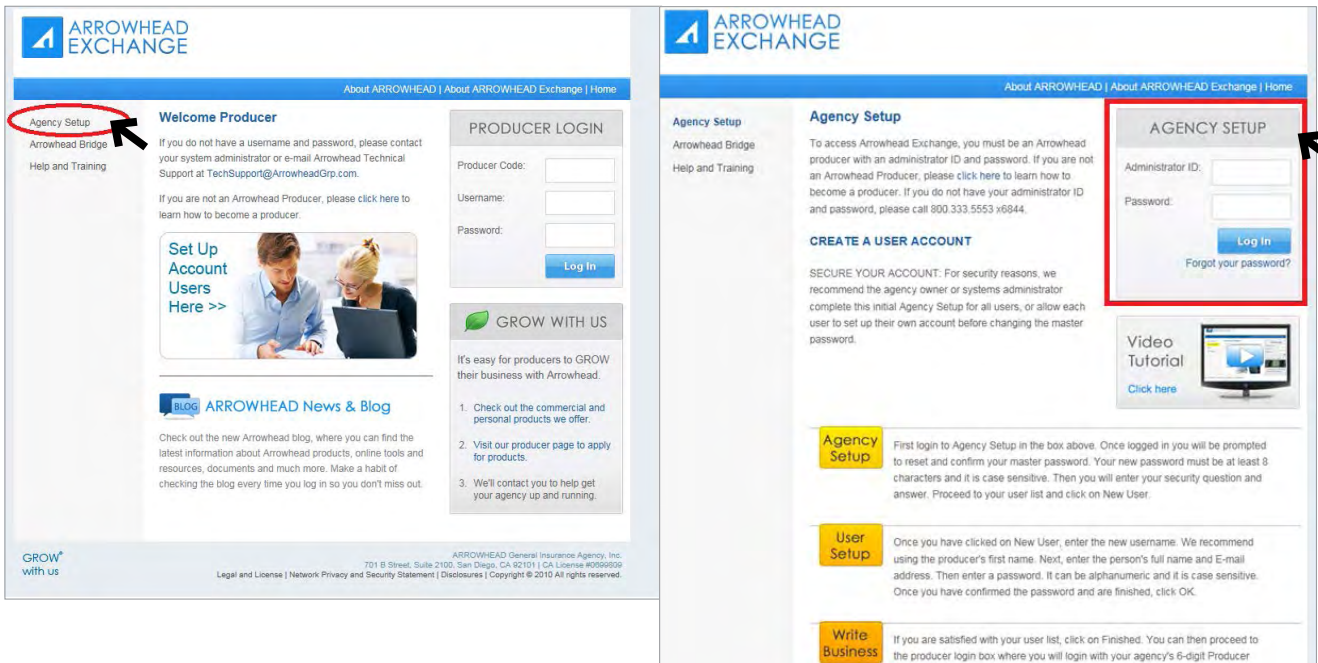 ARROWHEAD
EXCHANGE
About ARROWHEAD | About ARROWHEAD Exchange | Home
Agency Setup
Arrowhead Bridge
Help and Training
Welcome Producer
If you do not have a username and password, please contact
your system administrator or e-mail Arrowhead Technical
Support at TechSupport@ArrowheadGrp.com.
If you are not an Arrowhead Producer, please click here to
learn how to become a producer.
Set Up
Account
Users
Here >>
BLOG ARROWHEAD News & Blog
Check out the new Arrowhead blog, where you can find the
latest information about Arrowhead products, online tools and
resources, documents and much more. Make a habit of
checking the blog every time you log in so you don't miss out.
PRODUCER LOGIN
Producer Code:
Username:
Password:
Log In
GROW WITH US
It's easy for producers to GROW
their business with Arrowhead.
1. Check out the commercial and
personal products we offer.
2. Visit our producer page to apply
for products.
3. We'll contact you to help get
your agency up and running.
GROW+
with us
ARROWHEAD General Insurance Agency, Inc.
701 B Street, Suite 2100, San Diego, CA 92101 | CA License #0699809
Legal and License | Network Privacy and Security Statement | Disclosures | Copyright © 2010 All rights reserved.
ARROWHEAD
EXCHANGE
About ARROWHEAD | About ARROWHEAD Exchange | Home
Agency Setup
Arrowhead Bridge
Help and Training
Agency Setup
To access Arrowhead Exchange, you must be an Arrowhead
producer with an administrator ID and password. If you are not
an Arrowhead Producer, please click here to learn how to
become a producer. If you do not have your administrator ID
and password, please call 800.333.5553 x6844.
CREATE A USER ACCOUNT
SECURE YOUR ACCOUNT: For security reasons, we
recommend the agency owner or systems administrator
complete this initial Agency Setup for all users, or allow each
user to set up their own account before changing the master
password.
AGENCY SETUP
Administrator ID:
Password:
Log In
Forgot your password?
Video
Tutorial
Click here
Agency
Setup
First login to Agency Setup in the box above. Once logged in you will be prompted
to reset and confirm your master password. Your new password must be at least 8
characters and it is case sensitive. Then you will enter your security question and
answer. Proceed to your user list and click on New User.
User
Setup
Once you have clicked on New User, enter the new username. We recommend
using the producer's first name. Next, enter the person's full name and E-mail
address. Then enter a password. It can be alphanumeric and it is case sensitive.
Once you have confirmed the password and are finished, click OK.
Write
Business
If you are satisfied with your user list, click on Finished. You can then proceed to
the producer login box where you will login with your agency's 6-digit Producer